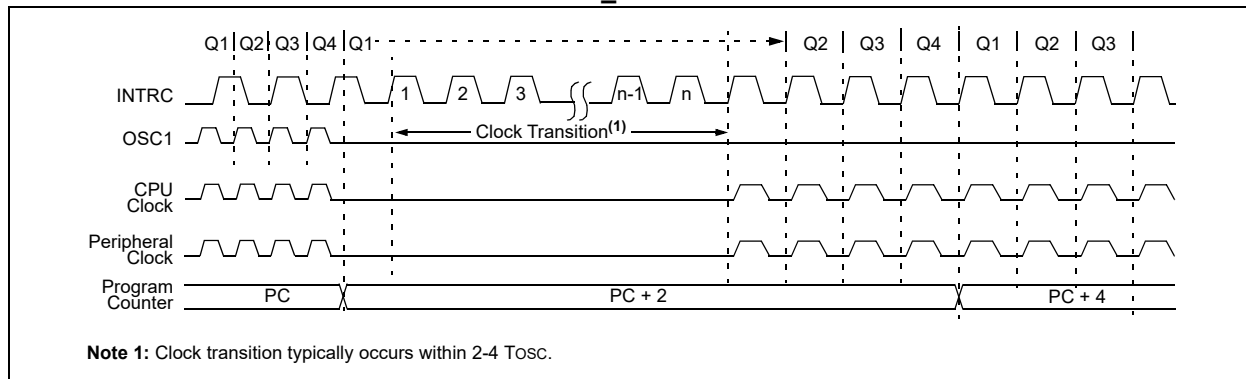 Q1 Q2 Q3 Q4 Q1 Q2 Q3 Q4 Q1 Q2 Q3
INTRC 1 2 3 n-1 n
Clock Transition(1)
OSC1
CPU
Clock
Peripheral
Clock
Program
Counter
PC PC + 2 PC + 4
Note 1: Clock transition typically occurs within 2-4 TOSC.